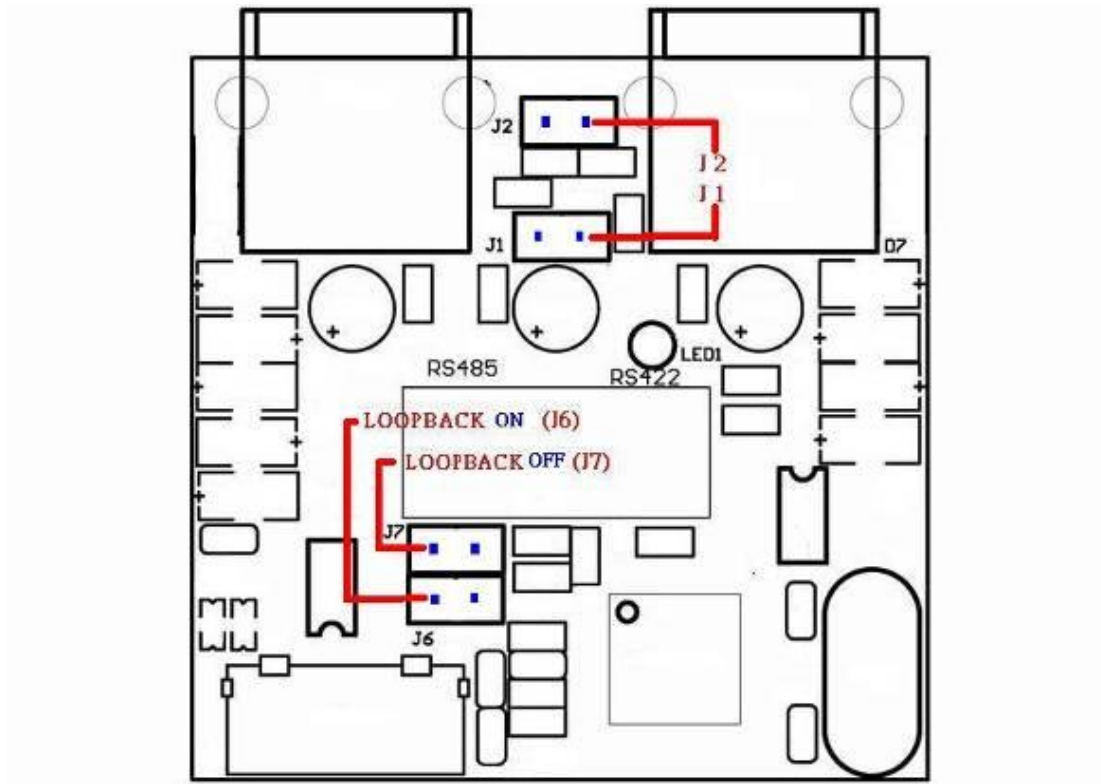 J2
J 2
J 1
J1
D7
LED1
RS485
RS422
LOOPBACK ON (J6)
LOOPBACK OFF (J7)
J7
J6